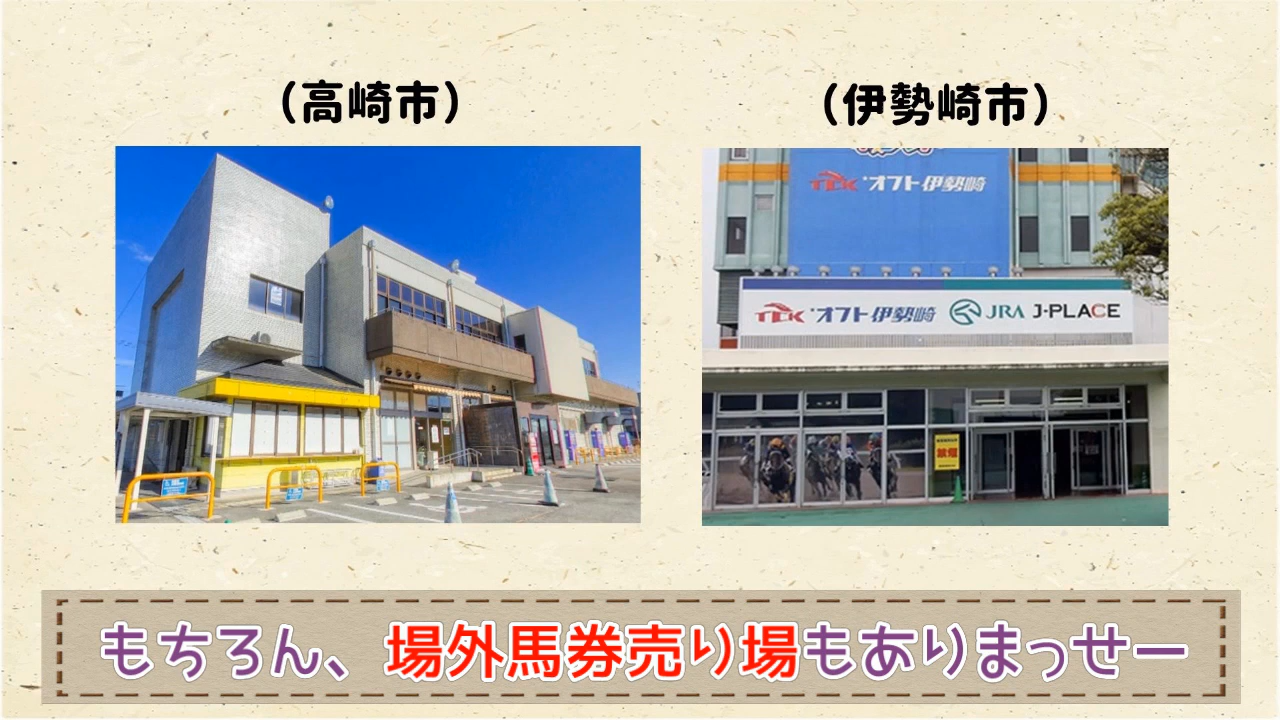 (高崎市)
(伊勢崎市)
TCK オフト伊勢崎
TCK オフト伊勢崎 JRA J-PLACE
禁煙
もちろん、場外馬券売り場もありまっせー